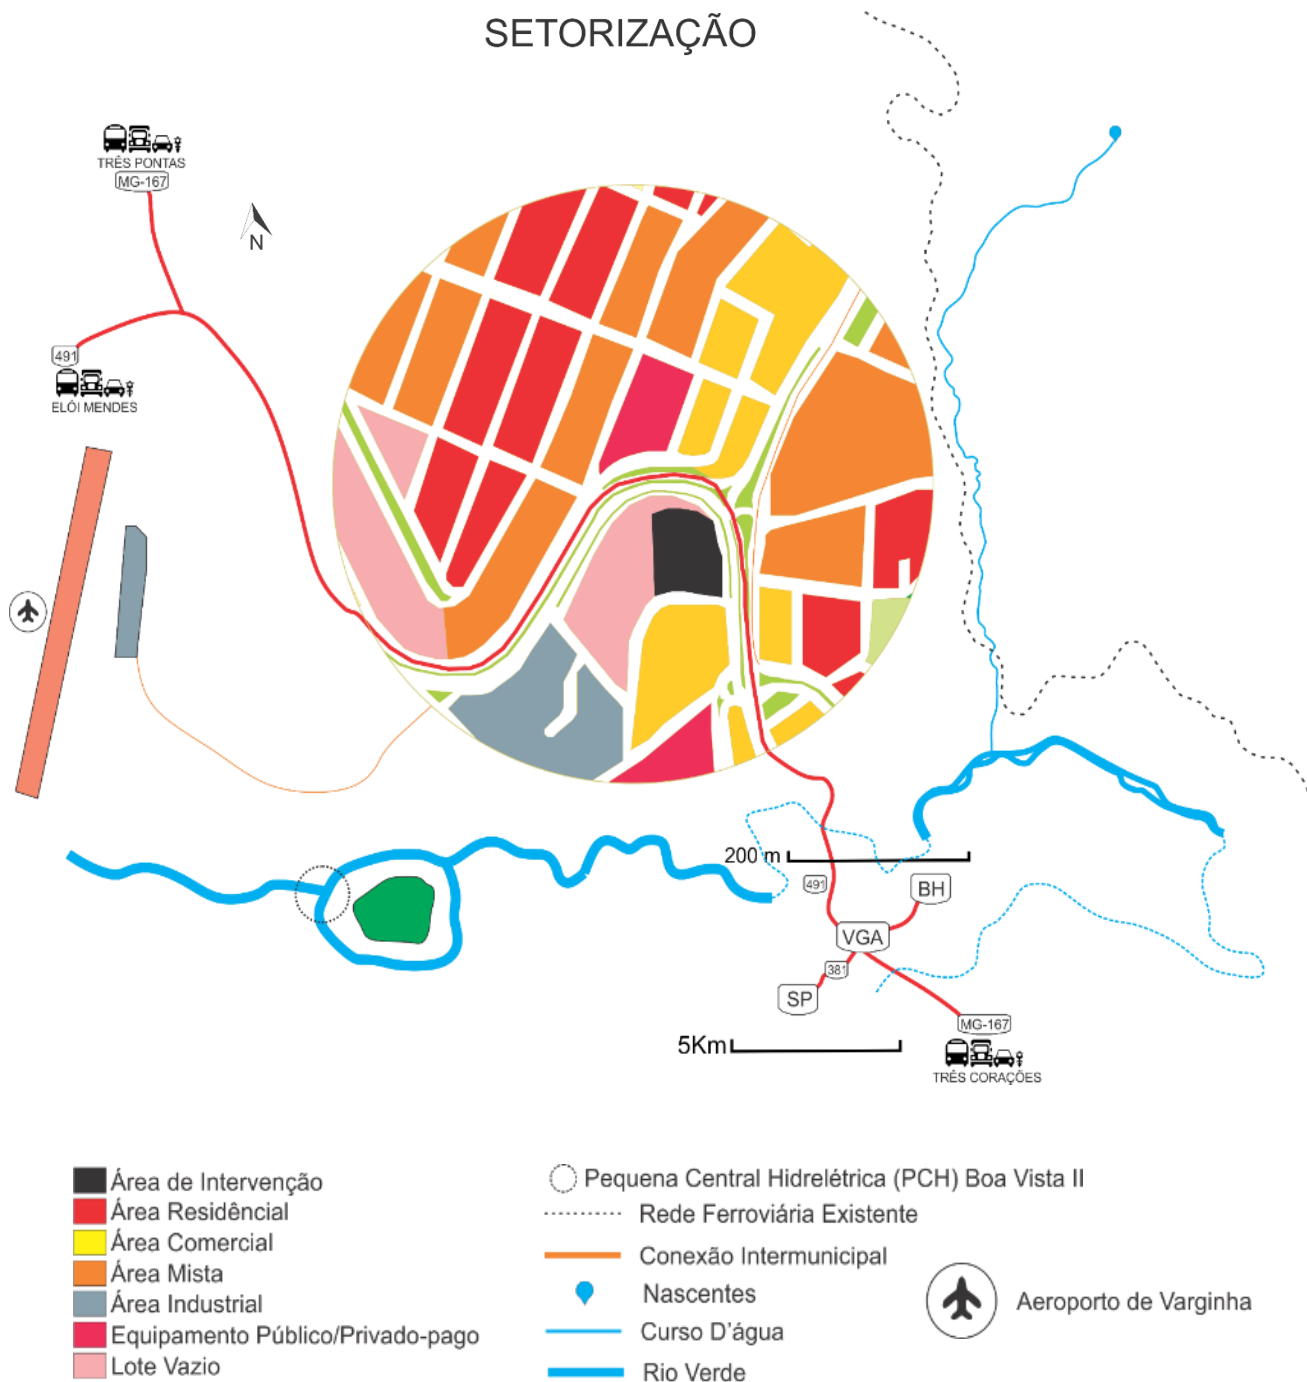 SETORIZAÇÃO
TRÊS PONTAS
MG-167
N
491
ELÓI MENDES
200 m
491
BH
VGA
381
SP
MG-167
5Km
TRÊS CORAÇÕES
Área de Intervenção
Área Residêncial
Área Comercial
Área Mista
Área Industrial
Equipamento Público/Privado-pago
Lote Vazio
Pequena Central Hidrelétrica (PCH) Boa Vista II
Rede Ferroviária Existente
Conexão Intermunicipal
Nascentes
Curso D'água
Rio Verde
Aeroporto de Varginha